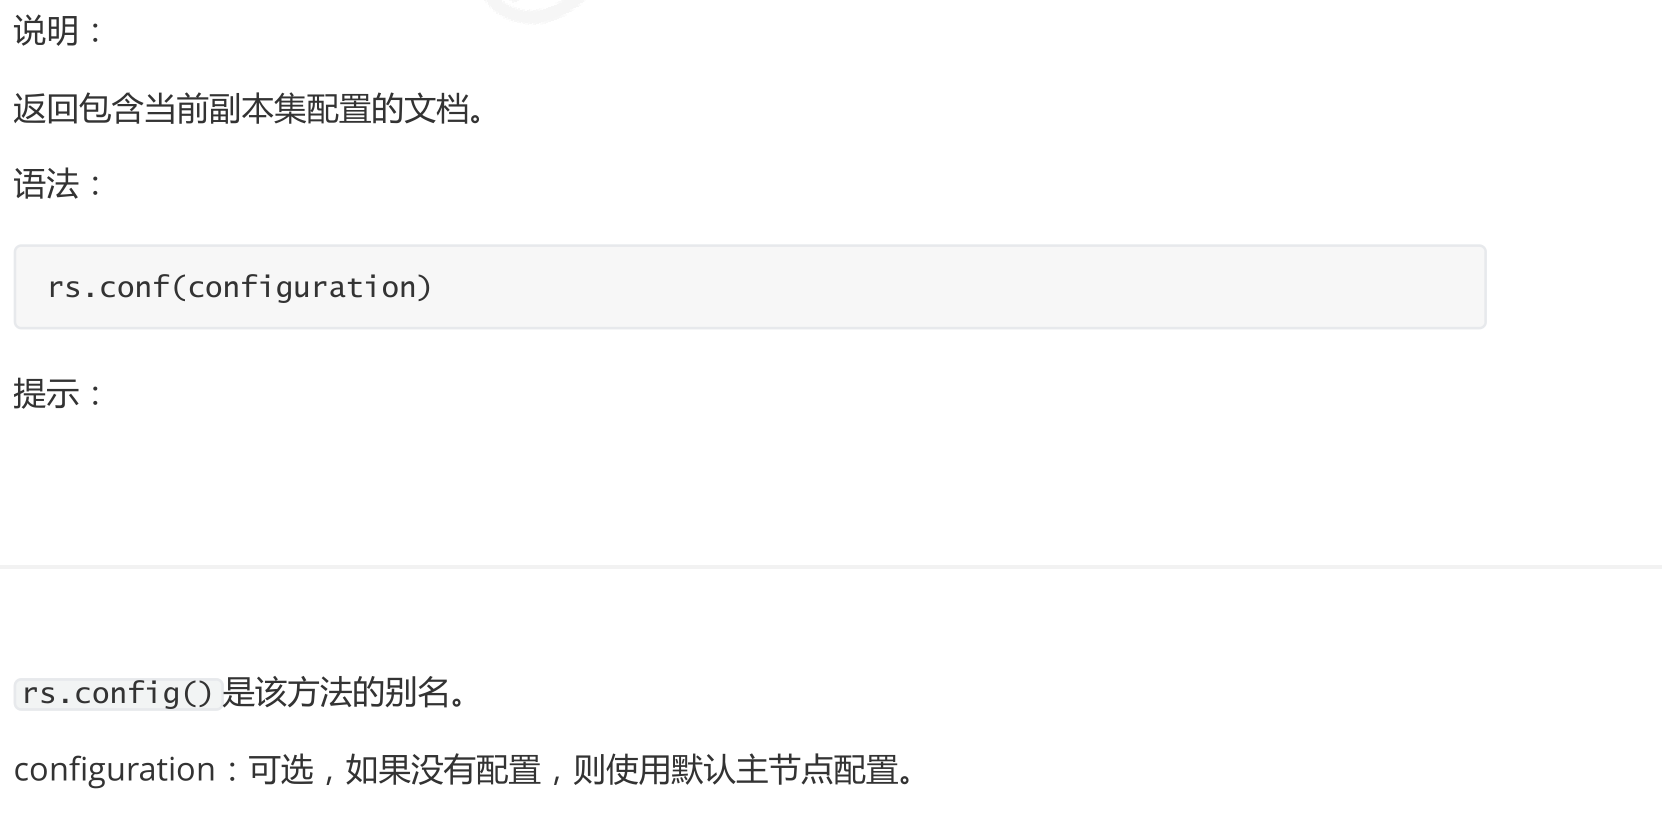 说明：
返回包含当前副本集配置的文档。
语法：
rs.conf(configuration)
提示：
rs.config()是该方法的别名。
configuration：可选，如果没有配置，则使用默认主节点配置。